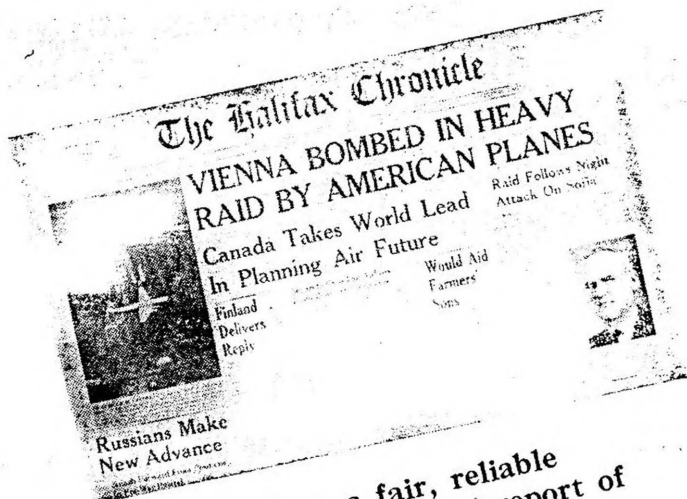 The Halifax Chronicle
VIENNA BOMBED IN HEAVY
RAID BY AMERICAN PLANES
Canada Takes World Lead
In Planning Air Future
Raid Follows Night
Attack On Sofia
Finland
Delivers
Reply
Would Aid
Farmers'
Sons
Russians Make
New Advance
fair, reliable
report of